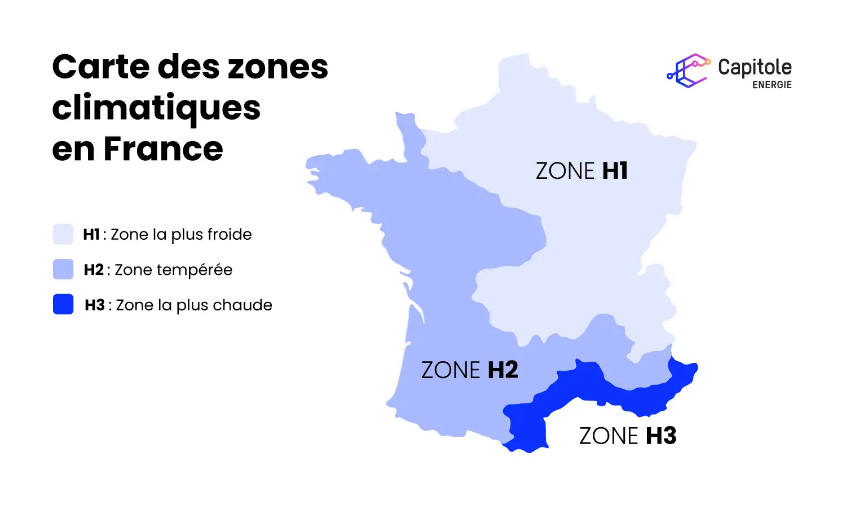 Carte des zones
climatiques
en France
Capitole
ENERGIE
H1 : Zone la plus froide
H2 : Zone tempérée
H3 : Zone la plus chaude
ZONE H1
ZONE H2
ZONE H3